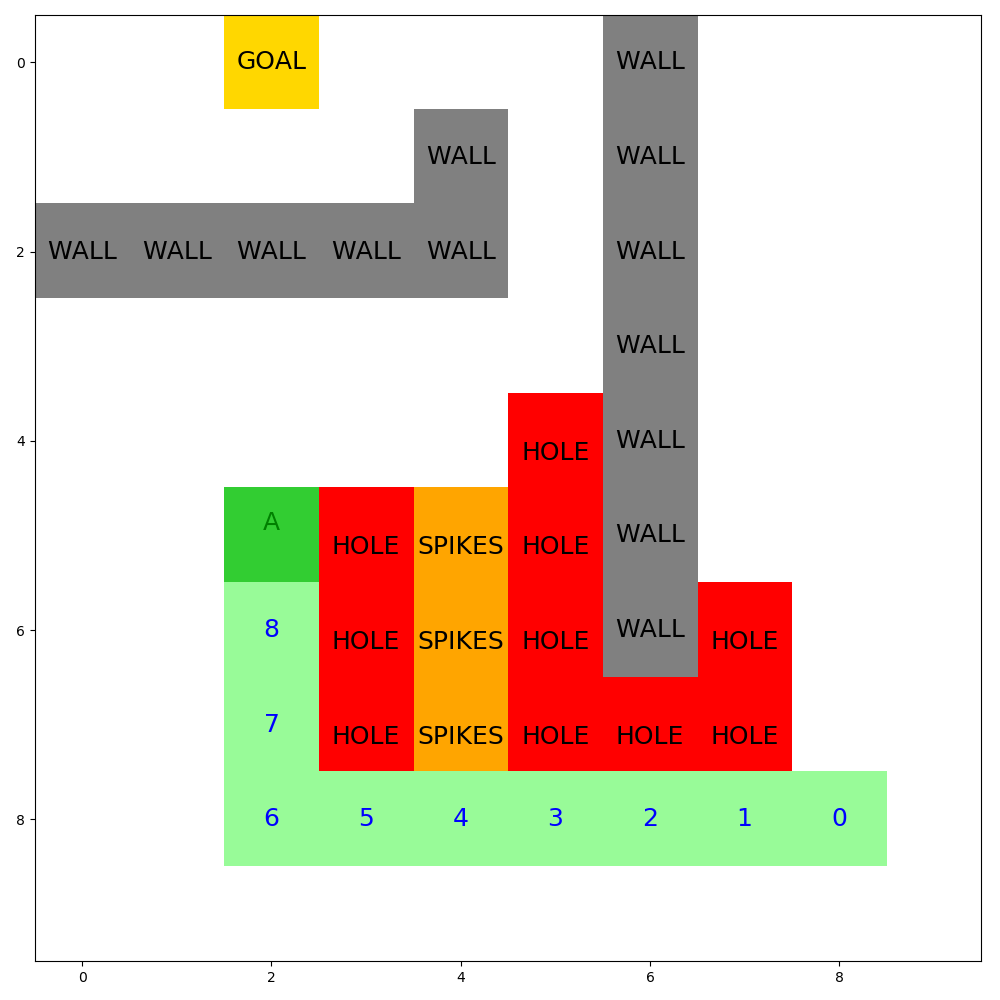 GOAL WALL
0
WALL WALL
WALL WALL WALL WALL WALL WALL
2
WALL
HOLE WALL
4
A HOLE SPIKES HOLE WALL
8 HOLE SPIKES HOLE WALL HOLE
6
7 HOLE SPIKES HOLE HOLE HOLE
6 5 4 3 2 1 0
8
0 2 4 6 8